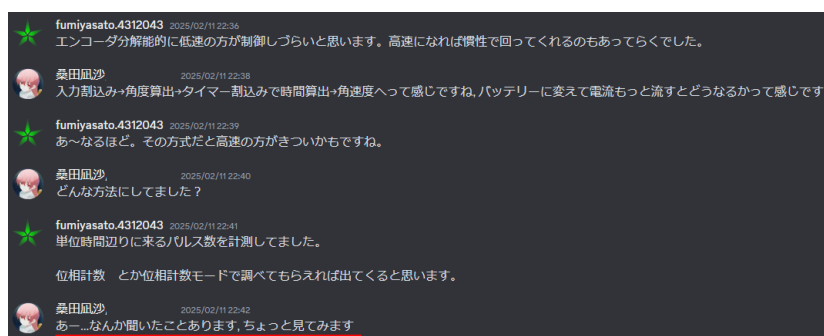 fumiyasato.4312043 2025/02/11 22:36
エンコーダ分解能的に低速の方が制御しづらいと思います。高速になれば慣性で回ってくれるのもあってらくでした。
桑田凪沙 2025/02/11 22:38
入力割込み→角度算出→タイマー割込みで時間算出→角速度へって感じですね, バッテリーに変えて電流もっと流すとどうなるかって感じです
fumiyasato.4312043 2025/02/11 22:39
あ〜なるほど。その方式だと高速の方がきついかもですね。
桑田凪沙, 2025/02/11 22:40
どんな方法にしてました？
fumiyasato.4312043 2025/02/11 22:41
単位時間辺りに来るパルス数を計測してました。
位相計数　とか位相計数モードで調べてもらえれば出てくると思います。
桑田凪沙, 2025/02/11 22:42
あー...なんか聞いたことあります, ちょっと見てみます